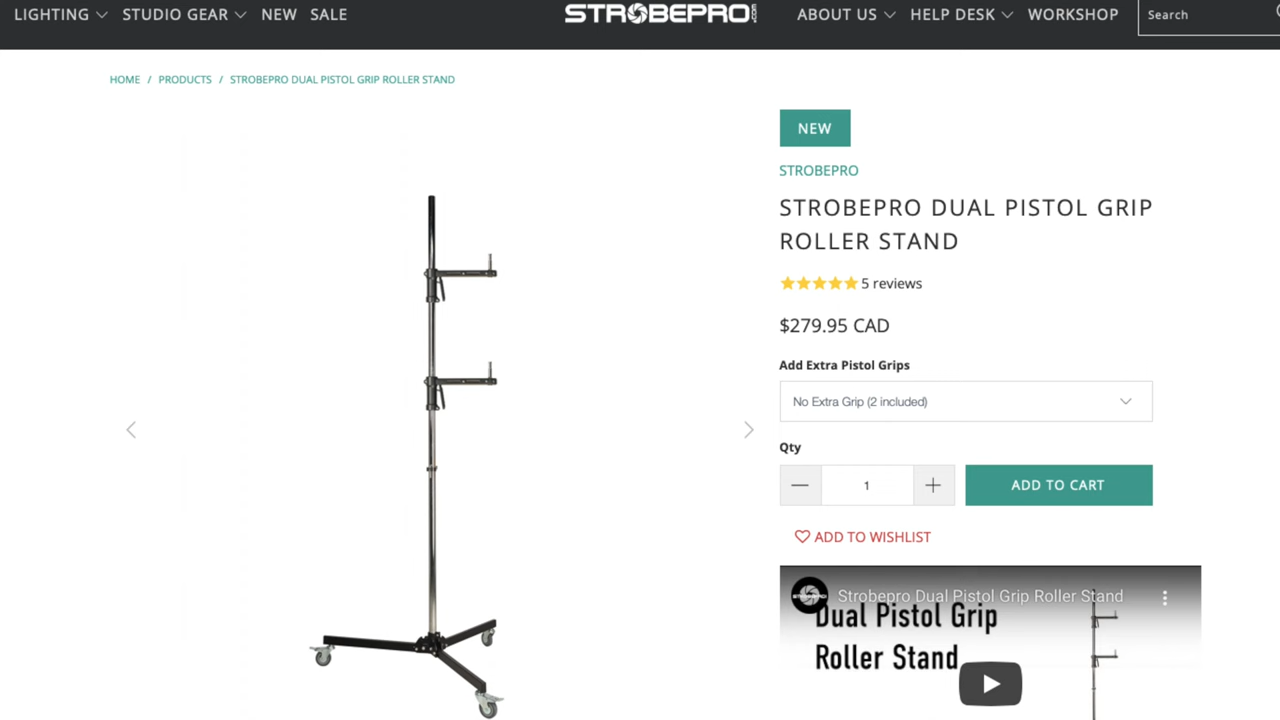 LIGHTING STUDIO GEAR NEW SALE STROBEPRO.COM ABOUT US HELP DESK WORKSHOP Search
HOME / PRODUCTS / STROBEPRO DUAL PISTOL GRIP ROLLER STAND
NEW
STROBEPRO
STROBEPRO DUAL PISTOL GRIP
ROLLER STAND
5 reviews
$279.95 CAD
Add Extra Pistol Grips
No Extra Grip (2 included)
Qty
1
ADD TO CART
ADD TO WISHLIST
Strobepro Dual Pistol Grip Roller Stand
Dual Pistol Grip
Roller Stand